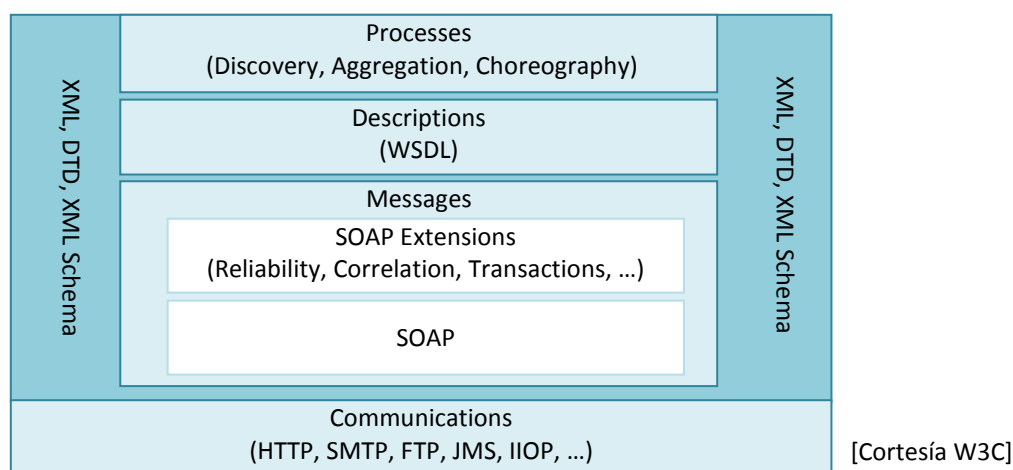 Processes
(Discovery, Aggregation, Choreography)
XML, DTD, XML Schema
XML, DTD, XML Schema
Descriptions
(WSDL)
Messages
SOAP Extensions
(Reliability, Correlation, Transactions, …)
SOAP
Communications
(HTTP, SMTP, FTP, JMS, IIOP, …)
[Cortesía W3C]